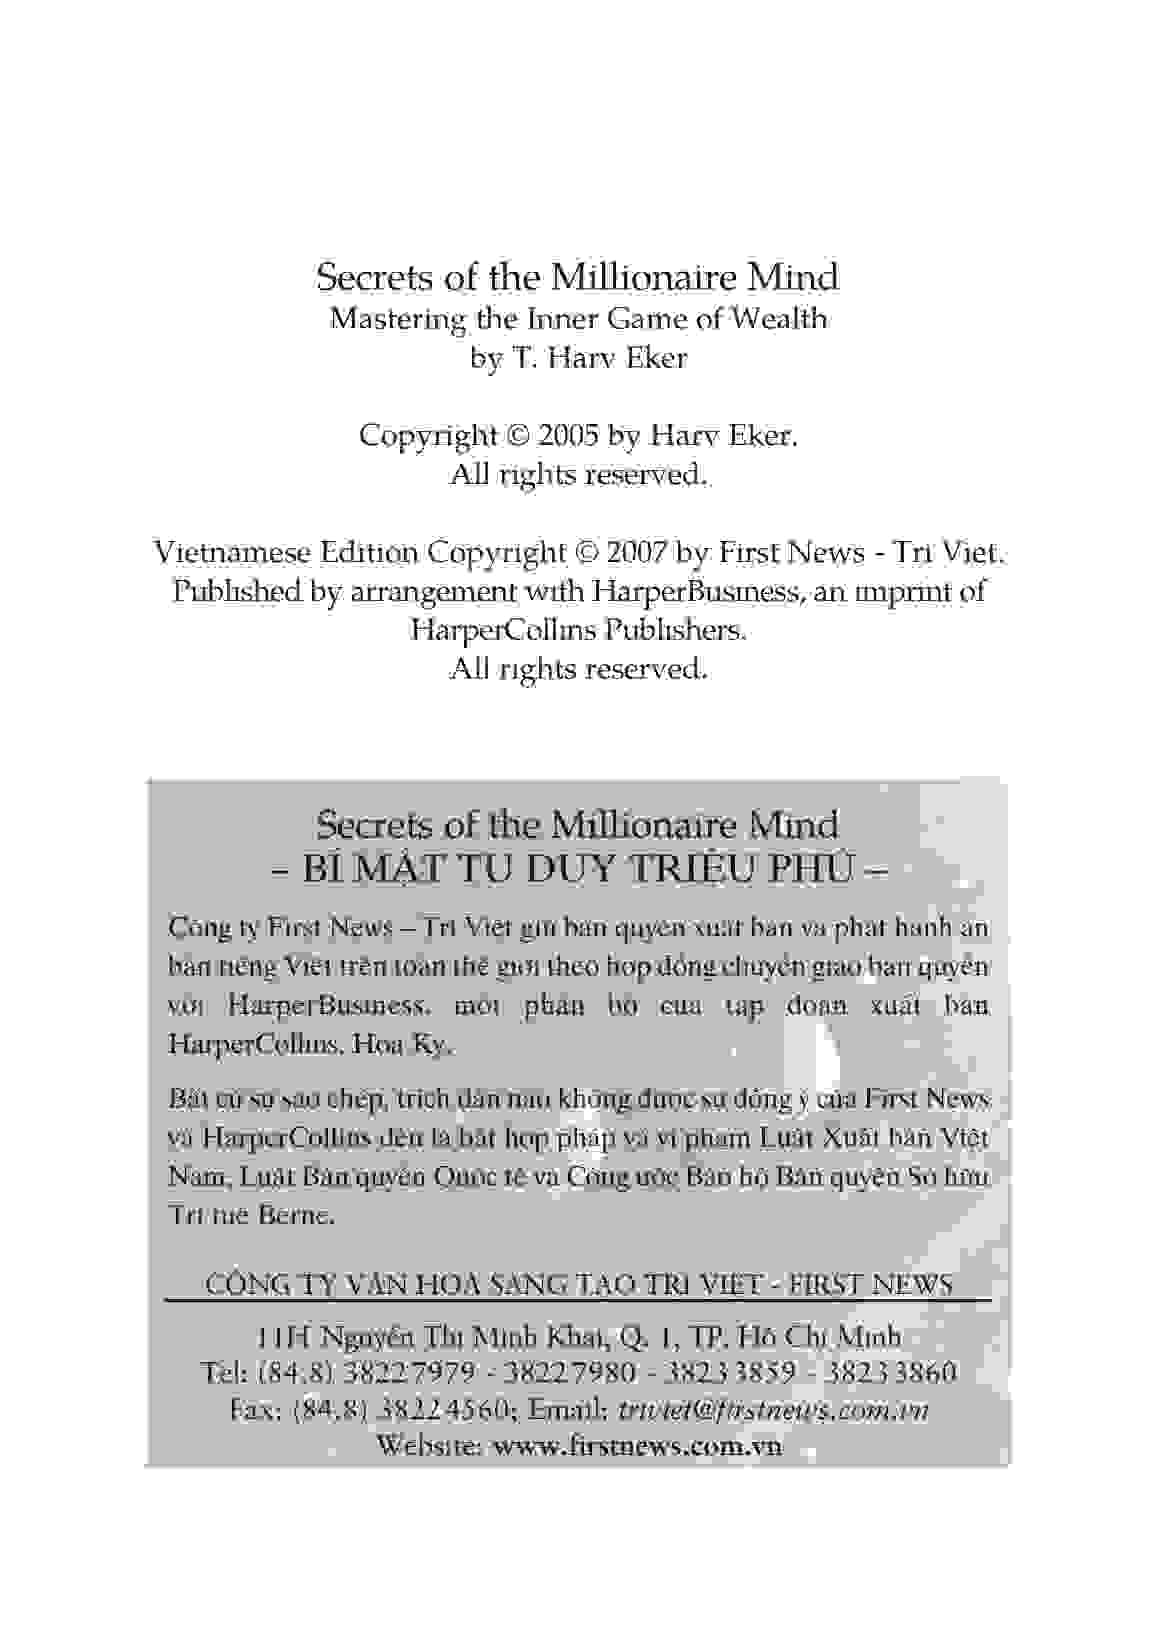 Secrets of the Millionaire Mind
Mastering the Inner Game of Wealth
by T. Harv Eker
Copyright © 2005 by Harv Eker.
All rights reserved.
Vietnamese Edition Copyright © 2007 by First News - Tri Viet.
Published by arrangement with HarperBusiness, an imprint of
HarperCollins Publishers.
All rights reserved.
Secrets of the Millionaire Mind
– BÍ MẬT TƯ DUY TRIỆU PHÚ –
Công ty First News – Trí Việt giữ bản quyền xuất bản và phát hành ấn
bản tiếng Việt trên toàn thế giới theo hợp đồng chuyển giao bản quyền
với HarperBusiness, một phân bộ của tập đoàn xuất bản
HarperCollins, Hoa Kỳ.
Bất cứ sự sao chép, trích dẫn nào không được sự đồng ý của First News
và HarperCollins đều là bất hợp pháp và vi phạm Luật Xuất bản Việt
Nam, Luật Bản quyền Quốc tế và Công ước Bảo hộ Bản quyền Sở hữu
Trí tuệ Berne.
CÔNG TY VĂN HÓA SÁNG TẠO TRÍ VIỆT - FIRST NEWS
11H Nguyễn Thị Minh Khai, Q. 1, TP. Hồ Chí Minh
Tel: (84.8) 38227979 - 38227980 - 38233859 - 38233860
Fax: (84.8) 38224560; Email: triviet@firstnews.com.vn
Website: www.firstnews.com.vn